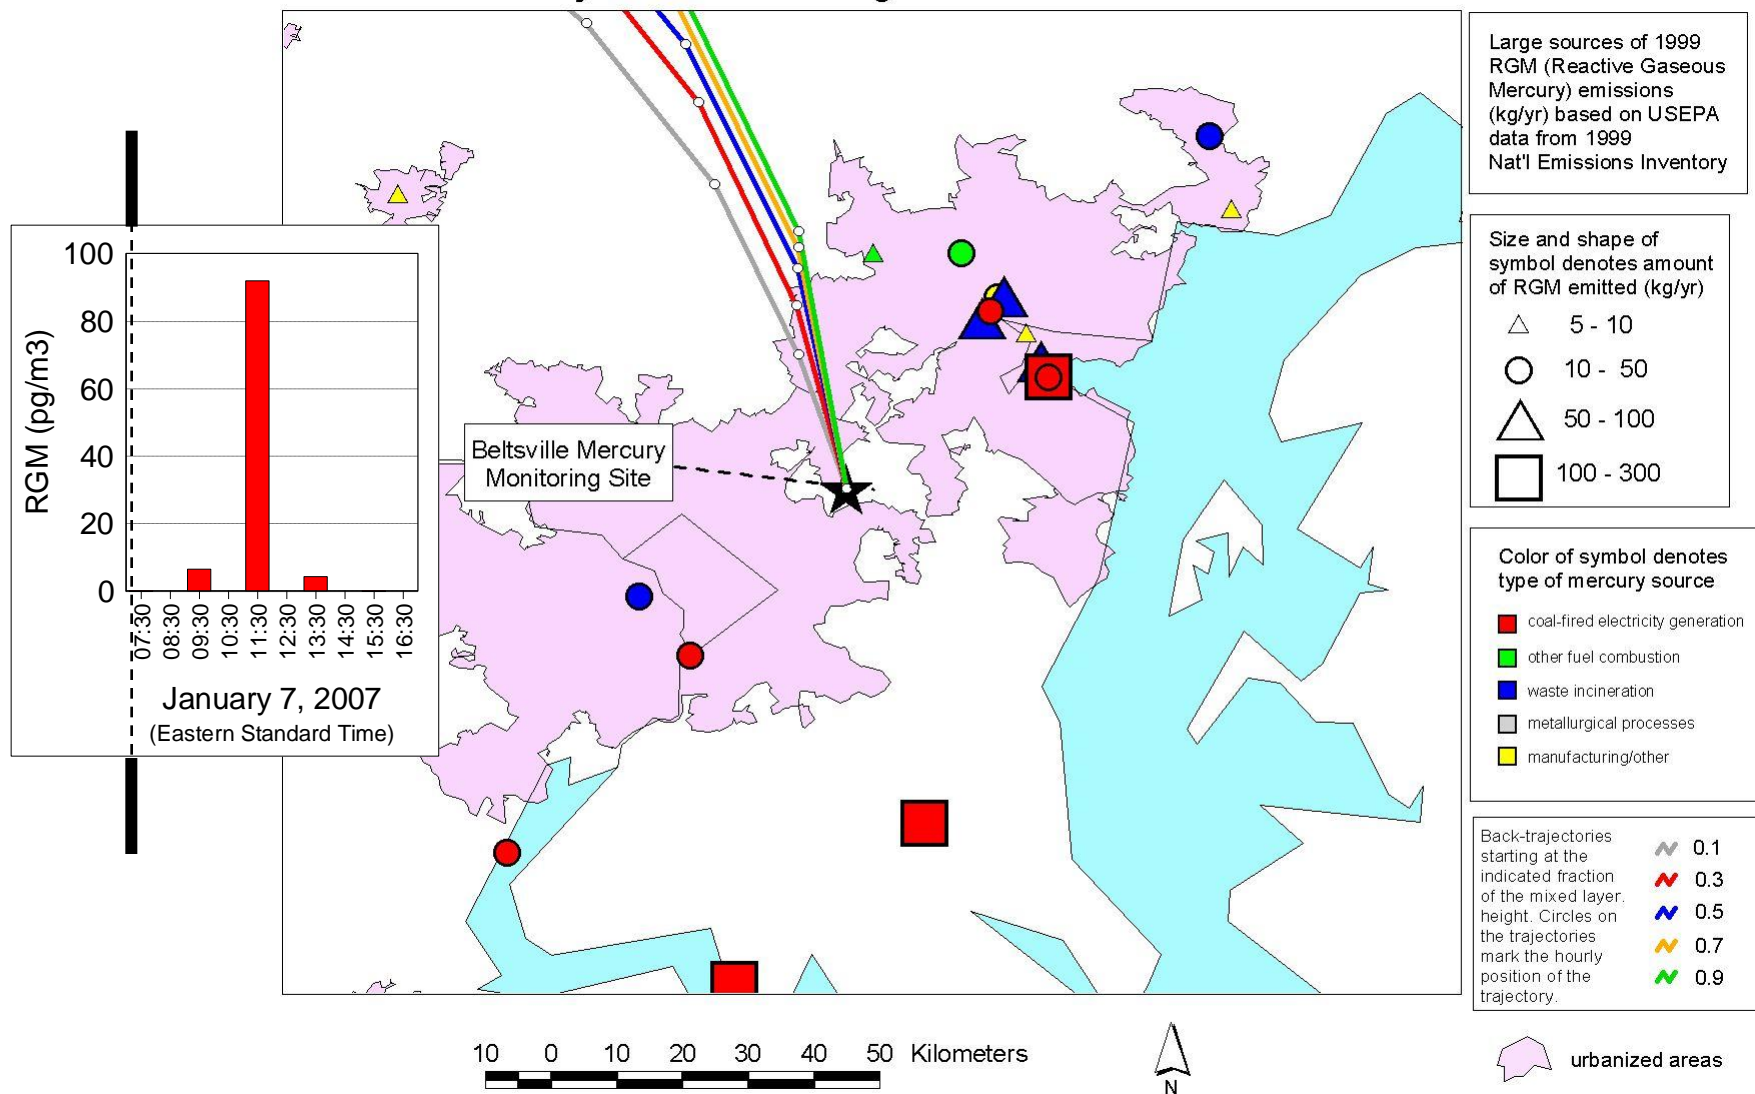 Large sources of 1999
RGM (Reactive Gaseous
Mercury) emissions
(kg/yr) based on USEPA
data from 1999
Nat'l Emissions Inventory
Size and shape of
symbol denotes amount
of RGM emitted (kg/yr)
5 - 10
10 - 50
50 - 100
100 - 300
Color of symbol denotes
type of mercury source
coal-fired electricity generation
other fuel combustion
waste incineration
metallurgical processes
manufacturing/other
Back-trajectories
starting at the
indicated fraction
of the mixed layer.
height. Circles on
the trajectories
mark the hourly
position of the
trajectory.
0.1
0.3
0.5
0.7
0.9
urbanized areas
Beltsville Mercury
Monitoring Site
RGM (pg/m3)
100
80
60
40
20
0
07:30
08:30
09:30
10:30
11:30
12:30
13:30
14:30
15:30
16:30
January 7, 2007
(Eastern Standard Time)
10 0 10 20 30 40 50 Kilometers
N